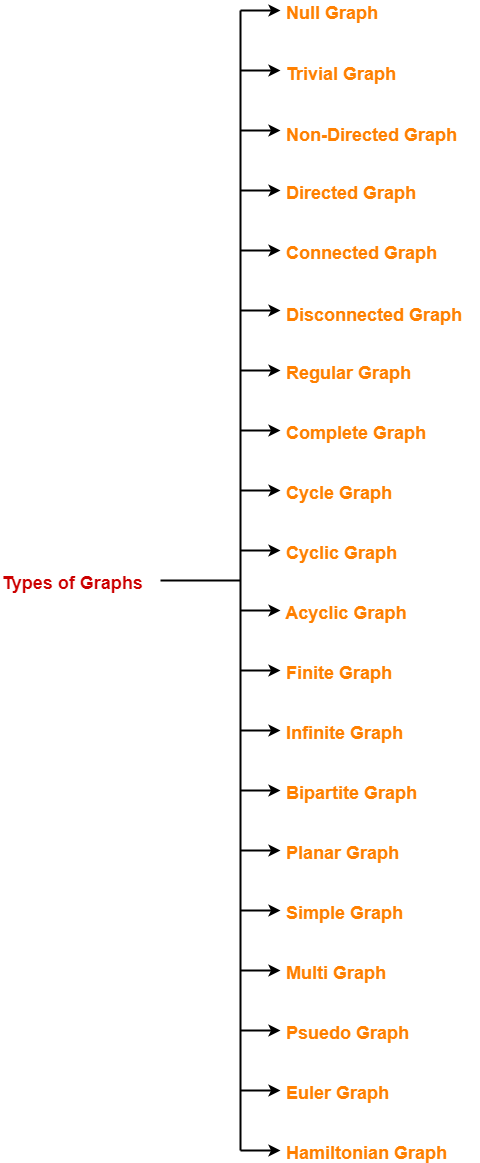 Null Graph
Trivial Graph
Non-Directed Graph
Directed Graph
Connected Graph
Disconnected Graph
Regular Graph
Complete Graph
Cycle Graph
Cyclic Graph
Types of Graphs
Acyclic Graph
Finite Graph
Infinite Graph
Bipartite Graph
Planar Graph
Simple Graph
Multi Graph
Psuedo Graph
Euler Graph
Hamiltonian Graph